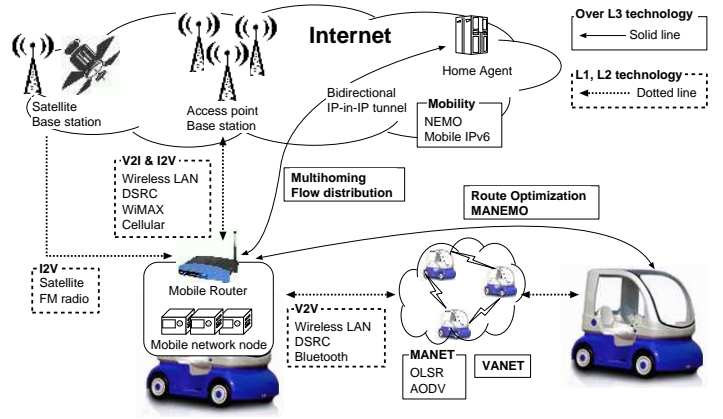 Internet
Over L3 technology
Solid line
L1, L2 technology
Dotted line
Home Agent
Satellite
Base station
Access point
Base station
Bidirectional
IP-in-IP tunnel
Mobility
NEMO
Mobile IPv6
V2I & I2V
Wireless LAN
DSRC
WiMAX
Cellular
Multihoming
Flow distribution
Route Optimization
MANEMO
I2V
Satellite
FM radio
Mobile Router
Mobile network node
V2V
Wireless LAN
DSRC
Bluetooth
MANET
OLSR
AODV
VANET